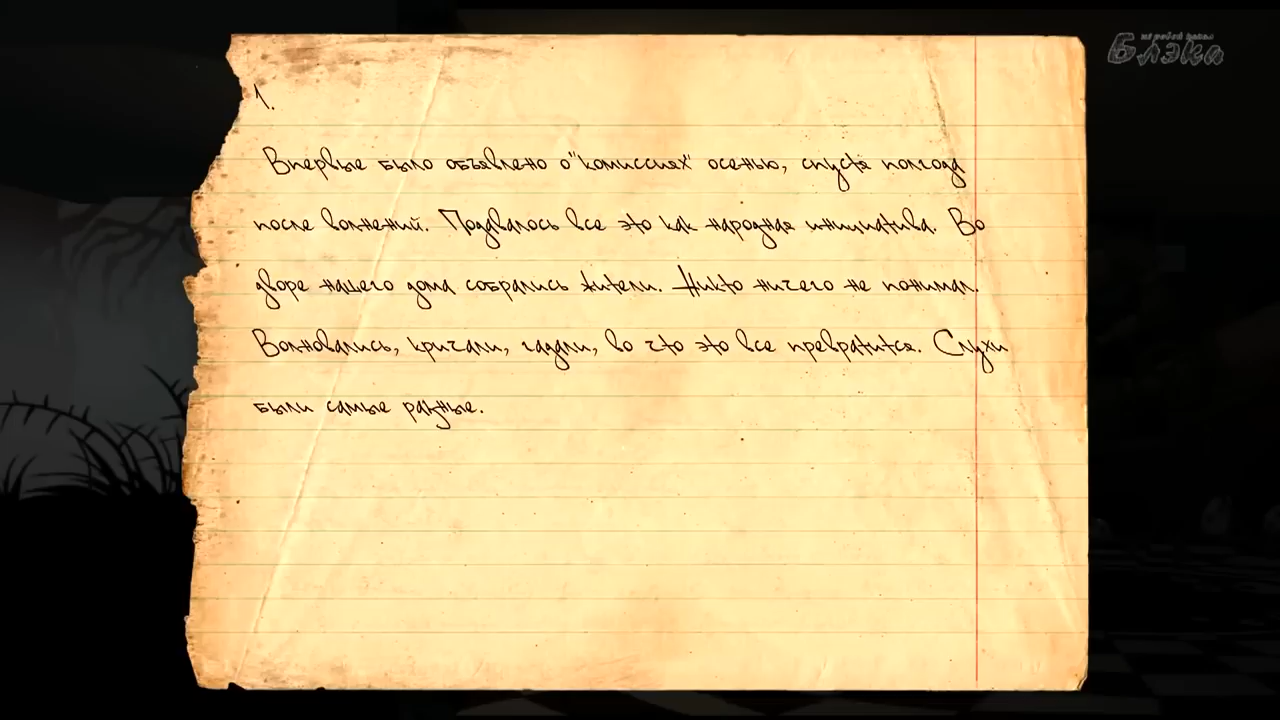 1.
Впервые было объявлено о "комиссиях" осенью, спустя полгода
после волнений. Подавалось все это как народная инициатива. Во
дворе нашего дома собрались жители. Никто ничего не понимал.
Волновались, кричали, гадали, во что это все превратится. Слухи
были самые разные.
Блэка